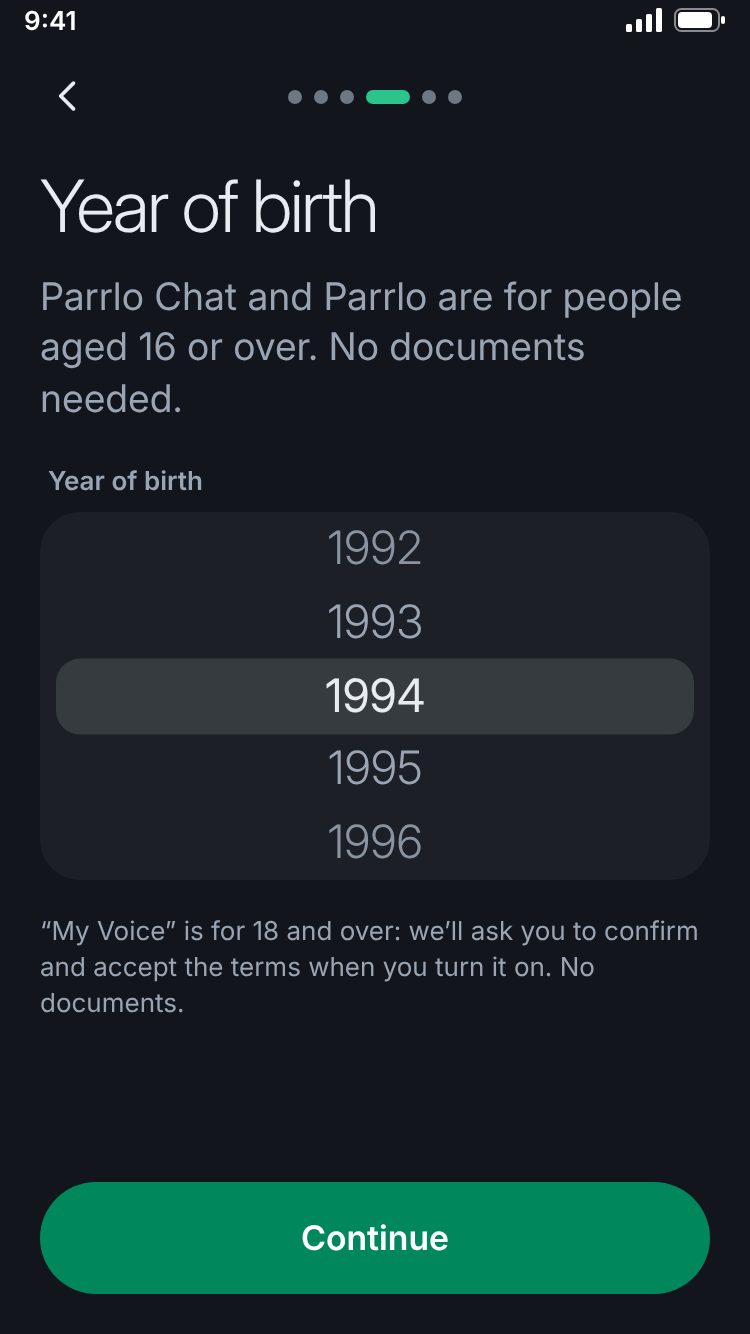 9:41
Year of birth
Parrlo Chat and Parrlo are for people
aged 16 or over. No documents
needed.
Year of birth
1992
1993
1994
1995
1996
“My Voice” is for 18 and over: we’ll ask you to confirm
and accept the terms when you turn it on. No
documents.
Continue